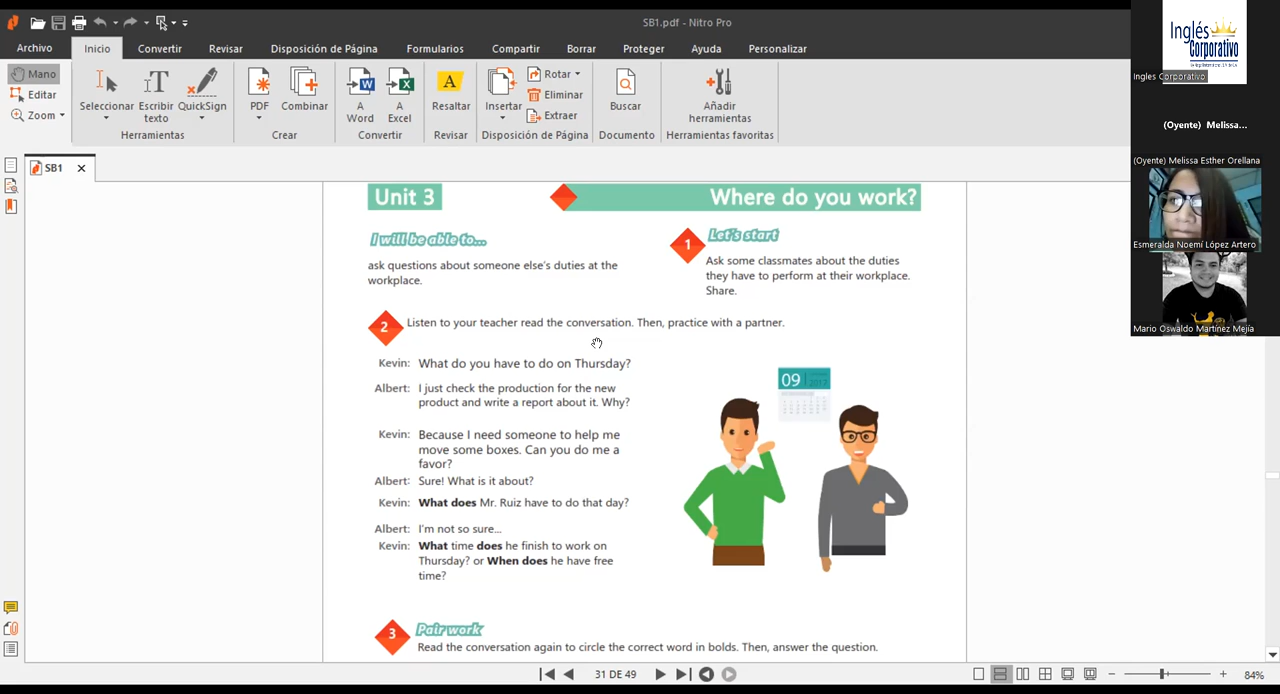 SB1.pdf - Nitro Pro
Archivo Inicio Convertir Revisar Disposición de Página Formularios Compartir Borrar Proteger Ayuda Personalizar
Mano
Editar
Zoom
Seleccionar
Escribir texto
QuickSign
Herramientas
PDF
Combinar
Crear
A Word
A Excel
Convertir
A
Resaltar
Revisar
Insertar
Rotar
Eliminar
Extraer
Disposición de Página
Buscar
Documento
Añadir herramientas
Herramientas favoritas
SB1
Inglés
Corporativo
Ingles Corporativo
(Oyente) Melissa...
(Oyente) Melissa Esther Orellana
Esmeralda Noemí López Artero
Mario Oswaldo Martínez Mejía
Unit 3
Where do you work?
I will be able to...
ask questions about someone else's duties at the
workplace.
1
Let's start
Ask some classmates about the duties
they have to perform at their workplace.
Share.
2
Listen to your teacher read the conversation. Then, practice with a partner.
Kevin: What do you have to do on Thursday?
Albert: I just check the production for the new
product and write a report about it. Why?
Kevin: Because I need someone to help me
move some boxes. Can you do me a
favor?
Albert: Sure! What is it about?
Kevin: What does Mr. Ruiz have to do that day?
Albert: I'm not so sure...
Kevin: What time does he finish to work on
Thursday? or When does he have free
time?
09 2017
3
Pair work
Read the conversation again to circle the correct word in bolds. Then, answer the question.
31 DE 49
84%